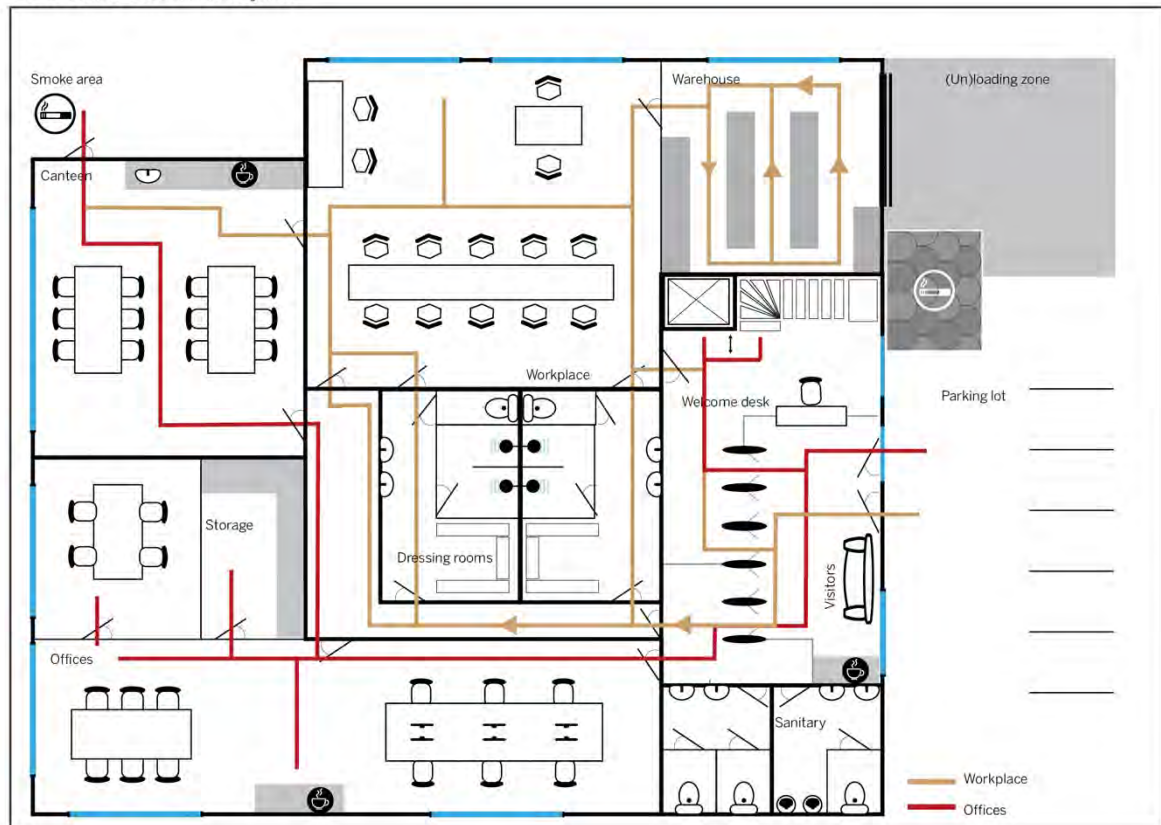 Smoke area
Warehouse
(Un)loading zone
Canteen
Workplace
Welcome desk
Parking lot
Storage
Dressing rooms
Visitors
Offices
Sanitary
Workplace
Offices